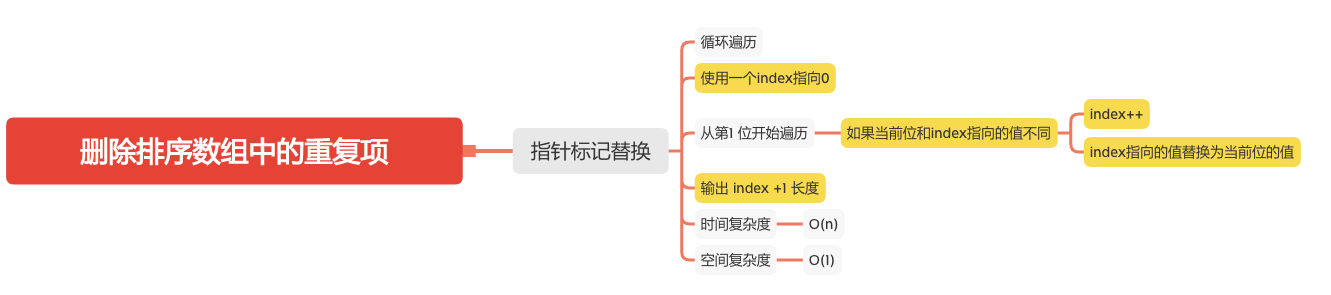 删除排序数组中的重复项
指针标记替换
循环遍历
使用一个index指向0
从第1 位开始遍历
如果当前位和index指向的值不同
index++
index指向的值替换为当前位的值
输出 index +1 长度
时间复杂度
O(n)
空间复杂度
O(1)